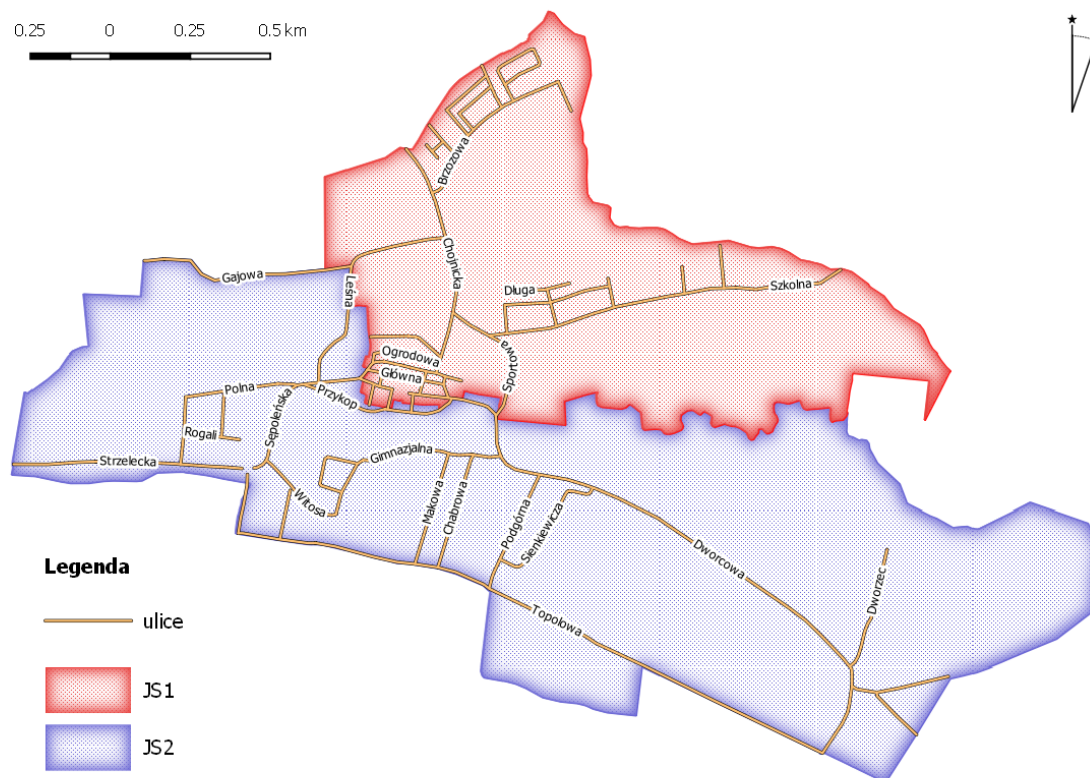 0.25 0 0.25 0.5 km
Brzozowa
Chojnicka
Gajowa
Leśna
Długa
Szkolna
Sportowa
Ogrodowa
Główna
Polna
Przykop
Sępoleńska
Rogali
Gimnazjalna
Strzelecka
Witosa
Makowa
Chabrowa
Podgórna
Sienkiewicza
Dworcowa
Dworzec
Topolowa
Legenda
ulice
JS1
JS2